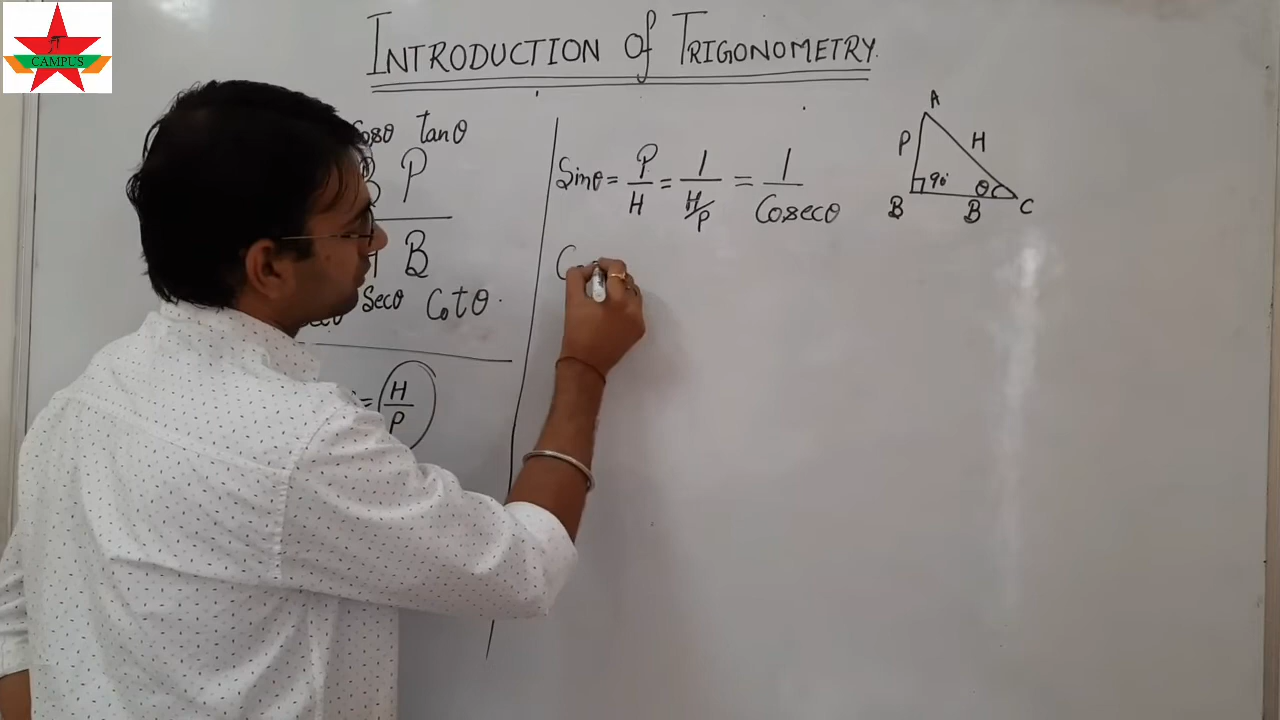 π
CAMPUS
INTRODUCTION of TRIGONOMETRY.
Cosθ tanθ
B P
H B
Secθ Cotθ.
= H/P
Sinθ = P/H = 1/(H/P) = 1/Cosecθ
A
P H
90° θ
B B C